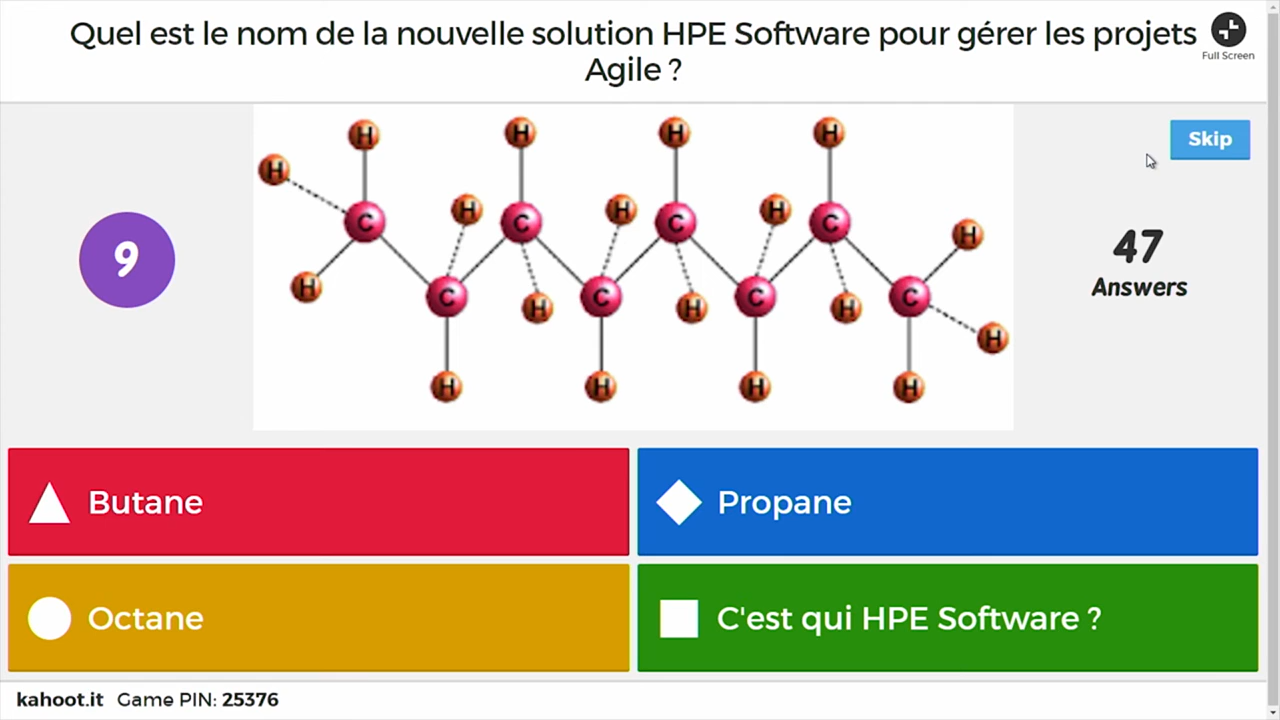 Quel est le nom de la nouvelle solution HPE Software pour gérer les projets
Agile ?
Full Screen
Skip
9
47
Answers
H H H H
H
H H H H
C C C C
H
C C C C
H H H H
H
H H H H
Butane
Propane
Octane
C'est qui HPE Software ?
kahoot.it Game PIN: 25376